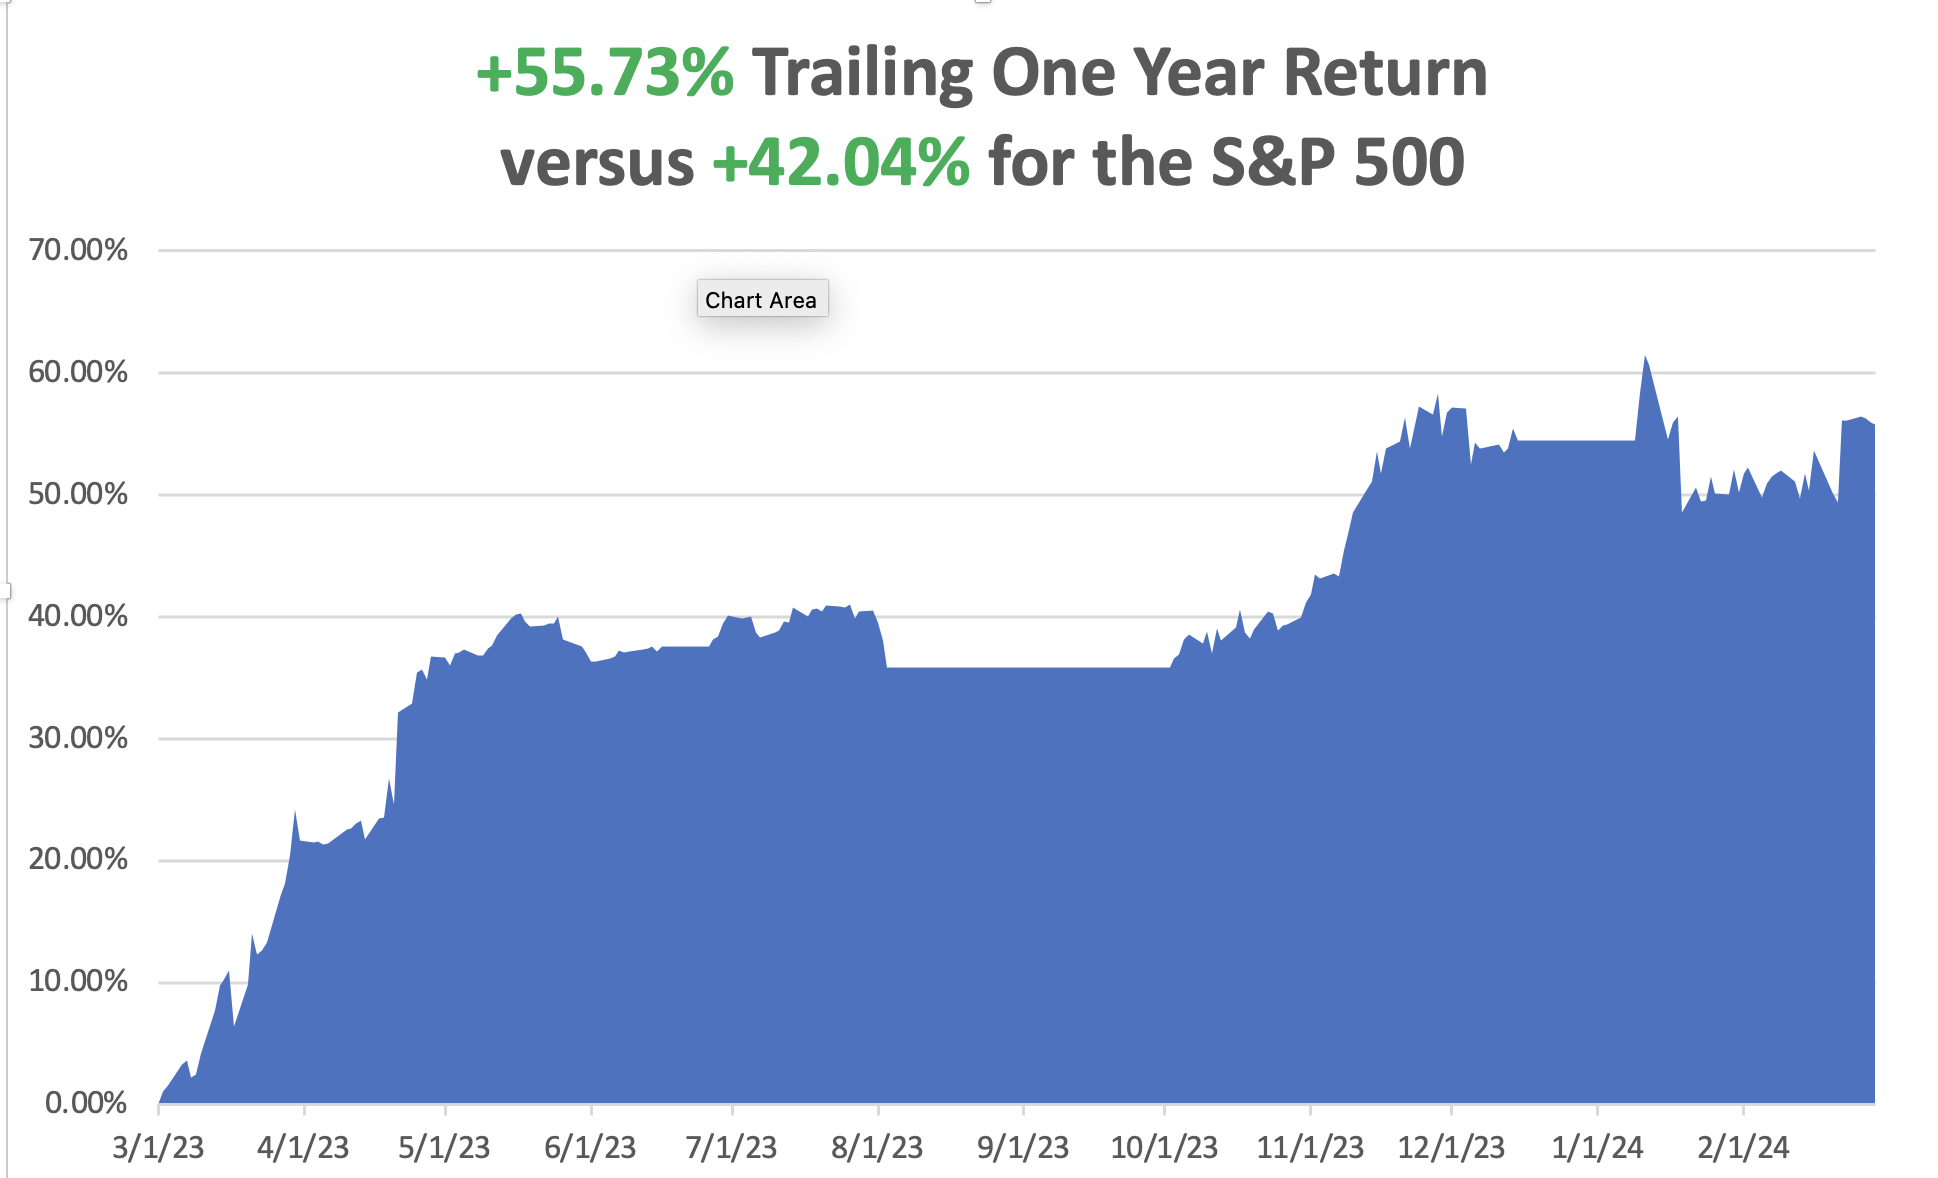 +55.73% Trailing One Year Return
versus +42.04% for the S&P 500
70.00%
Chart Area
60.00%
50.00%
40.00%
30.00%
20.00%
10.00%
0.00%
3/1/23 4/1/23 5/1/23 6/1/23 7/1/23 8/1/23 9/1/23 10/1/23 11/1/23 12/1/23 1/1/24 2/1/24